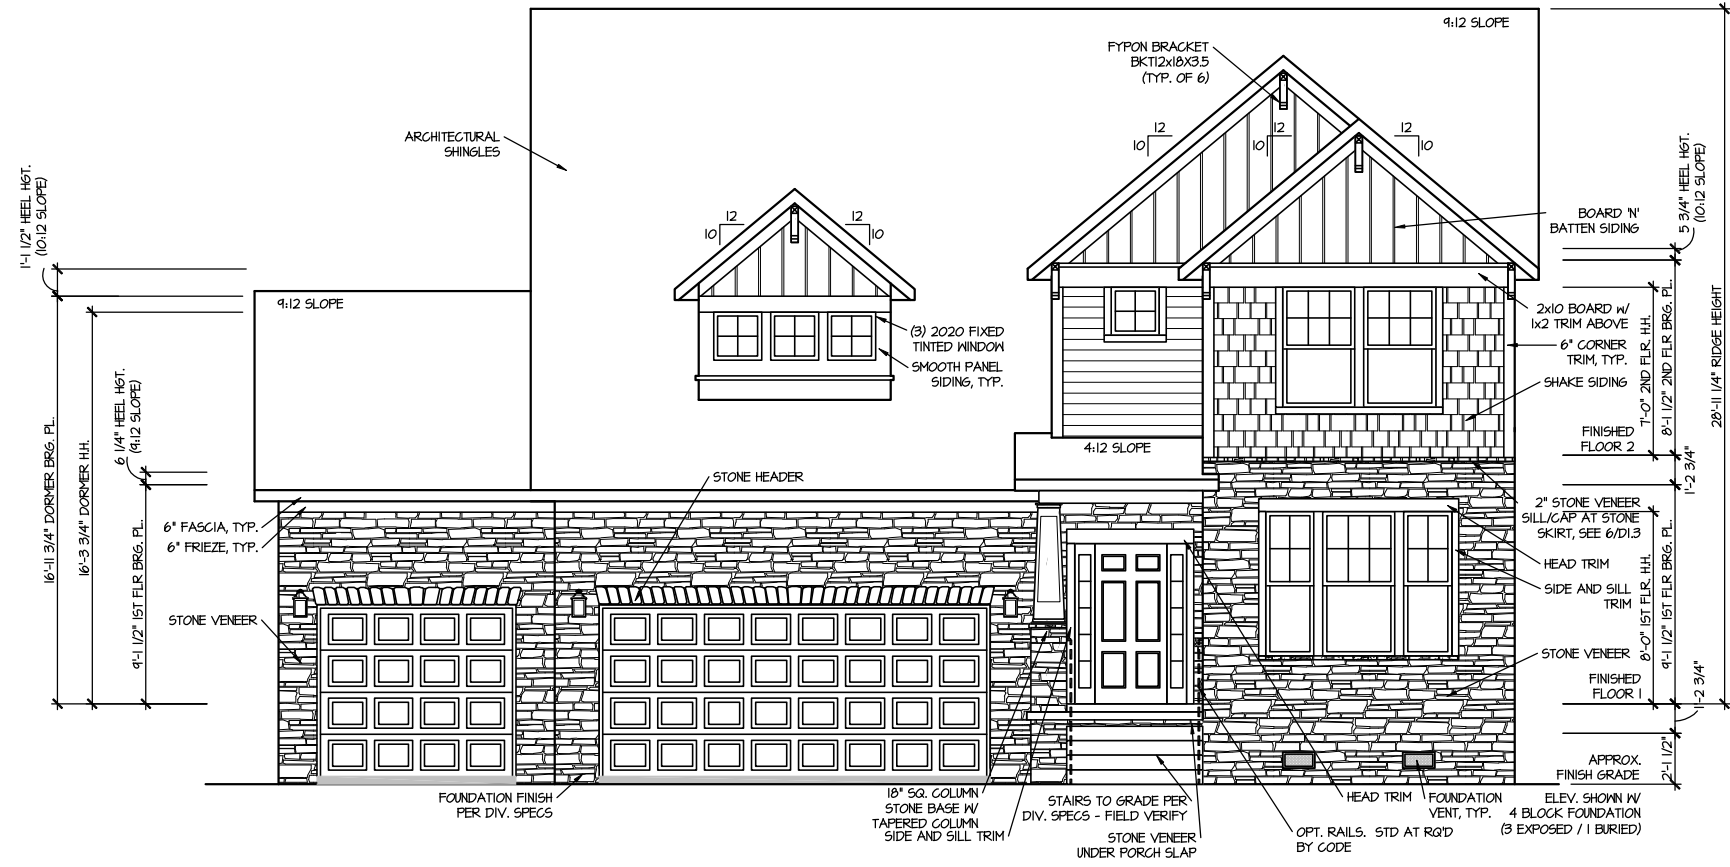 9:12 SLOPE
FYPON BRACKET
BKT12x18X3.5
(TYP. OF 6)
ARCHITECTURAL
SHINGLES
12
10
12
10
12
10
12
10
12
10
BOARD 'N'
BATTEN SIDING
5 3/4" HEEL HGT.
(10:12 SLOPE)
1'-1 1/2" HEEL HGT.
(10:12 SLOPE)
9:12 SLOPE
2x10 BOARD W/
1x2 TRIM ABOVE
(3) 2020 FIXED
TINTED WINDOW
6" CORNER
TRIM, TYP.
SMOOTH PANEL
SIDING, TYP.
SHAKE SIDING
7'-0" 2ND FLR. H.H.
8'-1 1/2" 2ND FLR BRG. PL.
28'-11 1/4" RIDGE HEIGHT
FINISHED
FLOOR 2
4:12 SLOPE
6 1/4" HEEL HGT.
(9:12 SLOPE)
16'-11 3/4" DORMER BRG. PL.
16'-3 3/4" DORMER H.H.
9'-1 1/2" 1ST FLR BRG. PL.
STONE HEADER
1'-2 3/4"
2" STONE VENEER
SILL/CAP AT STONE
SKIRT, SEE 6/D1.3
6" FASCIA, TYP.
6" FRIEZE, TYP.
HEAD TRIM
SIDE AND SILL
TRIM
8'-0" 1ST FLR. H.H.
9'-1 1/2" 1ST FLR BRG. PL.
STONE VENEER
STONE VENEER
FINISHED
FLOOR 1
1'-2 3/4"
2'-1 1/2"
APPROX.
FINISH GRADE
FOUNDATION FINISH
PER DIV. SPECS
18" SQ. COLUMN
STONE BASE W/
TAPERED COLUMN
SIDE AND SILL TRIM
STAIRS TO GRADE PER
DIV. SPECS - FIELD VERIFY
STONE VENEER
UNDER PORCH SLAP
HEAD TRIM
FOUNDATION
VENT, TYP.
OPT. RAILS. STD AT RQ'D
BY CODE
ELEV. SHOWN W/
4 BLOCK FOUNDATION
(3 EXPOSED / 1 BURIED)